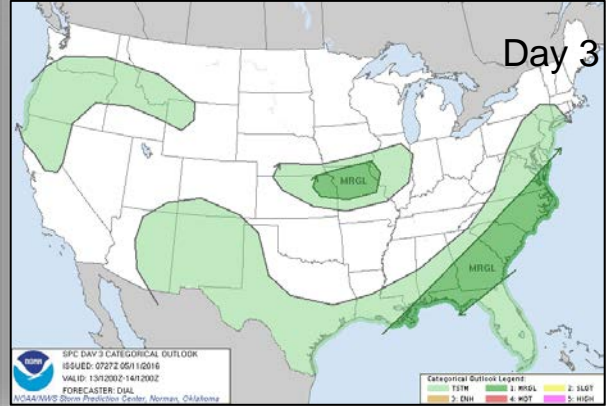 Day 3
MRGL
MRGL
SPC DAY 3 CATEGORICAL OUTLOOK
ISSUED: 0727Z 05/11/2016
VALID: 13/1200Z-14/1200Z
FORECASTER: DIAL
NOAA/NWS Storm Prediction Center, Norman, Oklahoma
NOAA
Categorical Outlook Legend:
TSTM 1: MRGL 2: SLGT
3: ENH 4: MDT 5: HIGH